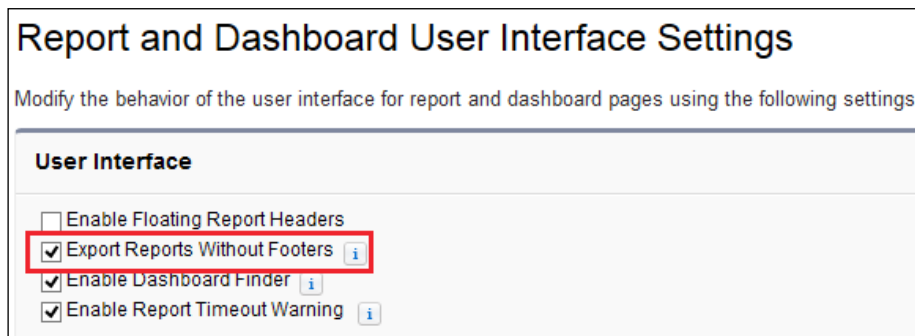 Report and Dashboard User Interface Settings
Modify the behavior of the user interface for report and dashboard pages using the following settings
User Interface
Enable Floating Report Headers
Export Reports Without Footers i
Enable Dashboard Finder i
Enable Report Timeout Warning i